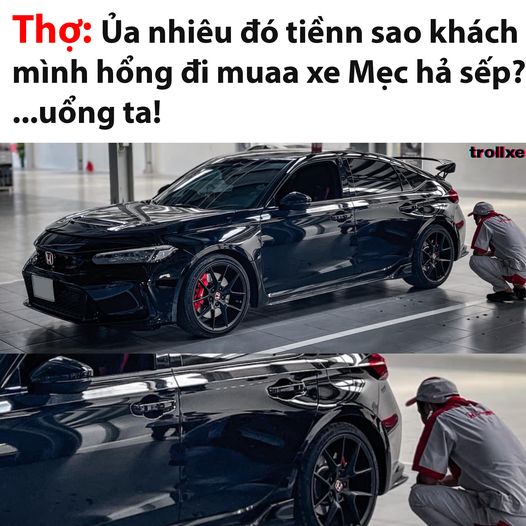 Thợ: Ủa nhiêu đó tiềnn sao khách
mình hổng đi muaa xe Mẹc hả sếp?
...uổng ta!
trollxe